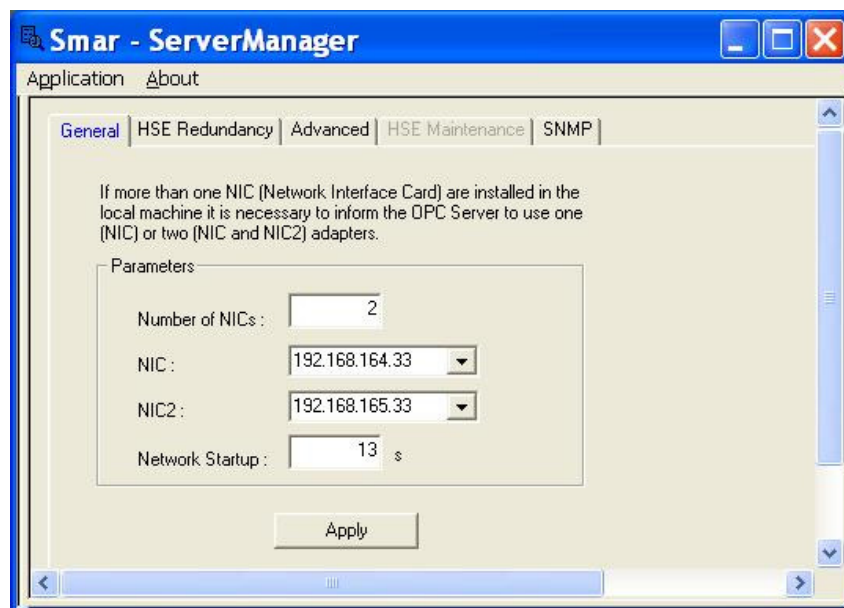 Smar - ServerManager
Application About
General HSE Redundancy Advanced HSE Maintenance SNMP
If more than one NIC (Network Interface Card) are installed in the
local machine it is necessary to inform the OPC Server to use one
(NIC) or two (NIC and NIC2) adapters.
Parameters
Number of NICs : 2
NIC : 192.168.164.33
NIC2 : 192.168.165.33
Network Startup : 13 s
Apply